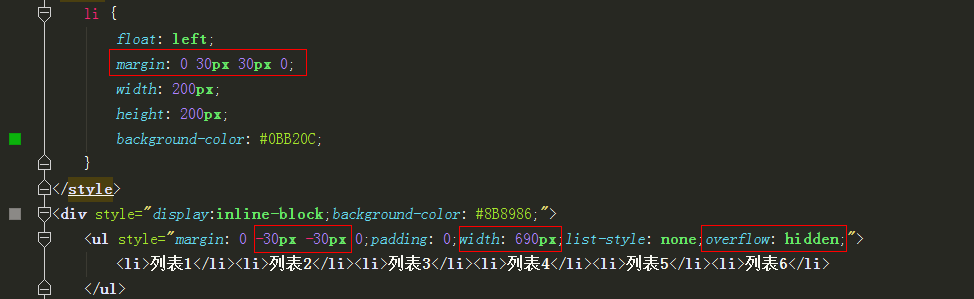 li {
float: left;
margin: 0 30px 30px 0;
width: 200px;
height: 200px;
background-color: #0BB20C;
}
</style>
<div style="display:inline-block;background-color: #8B8986;">
<ul style="margin: 0 -30px -30px 0;padding: 0;width: 690px;list-style: none;overflow: hidden;">
<li>列表1</li><li>列表2</li><li>列表3</li><li>列表4</li><li>列表5</li><li>列表6</li>
</ul>